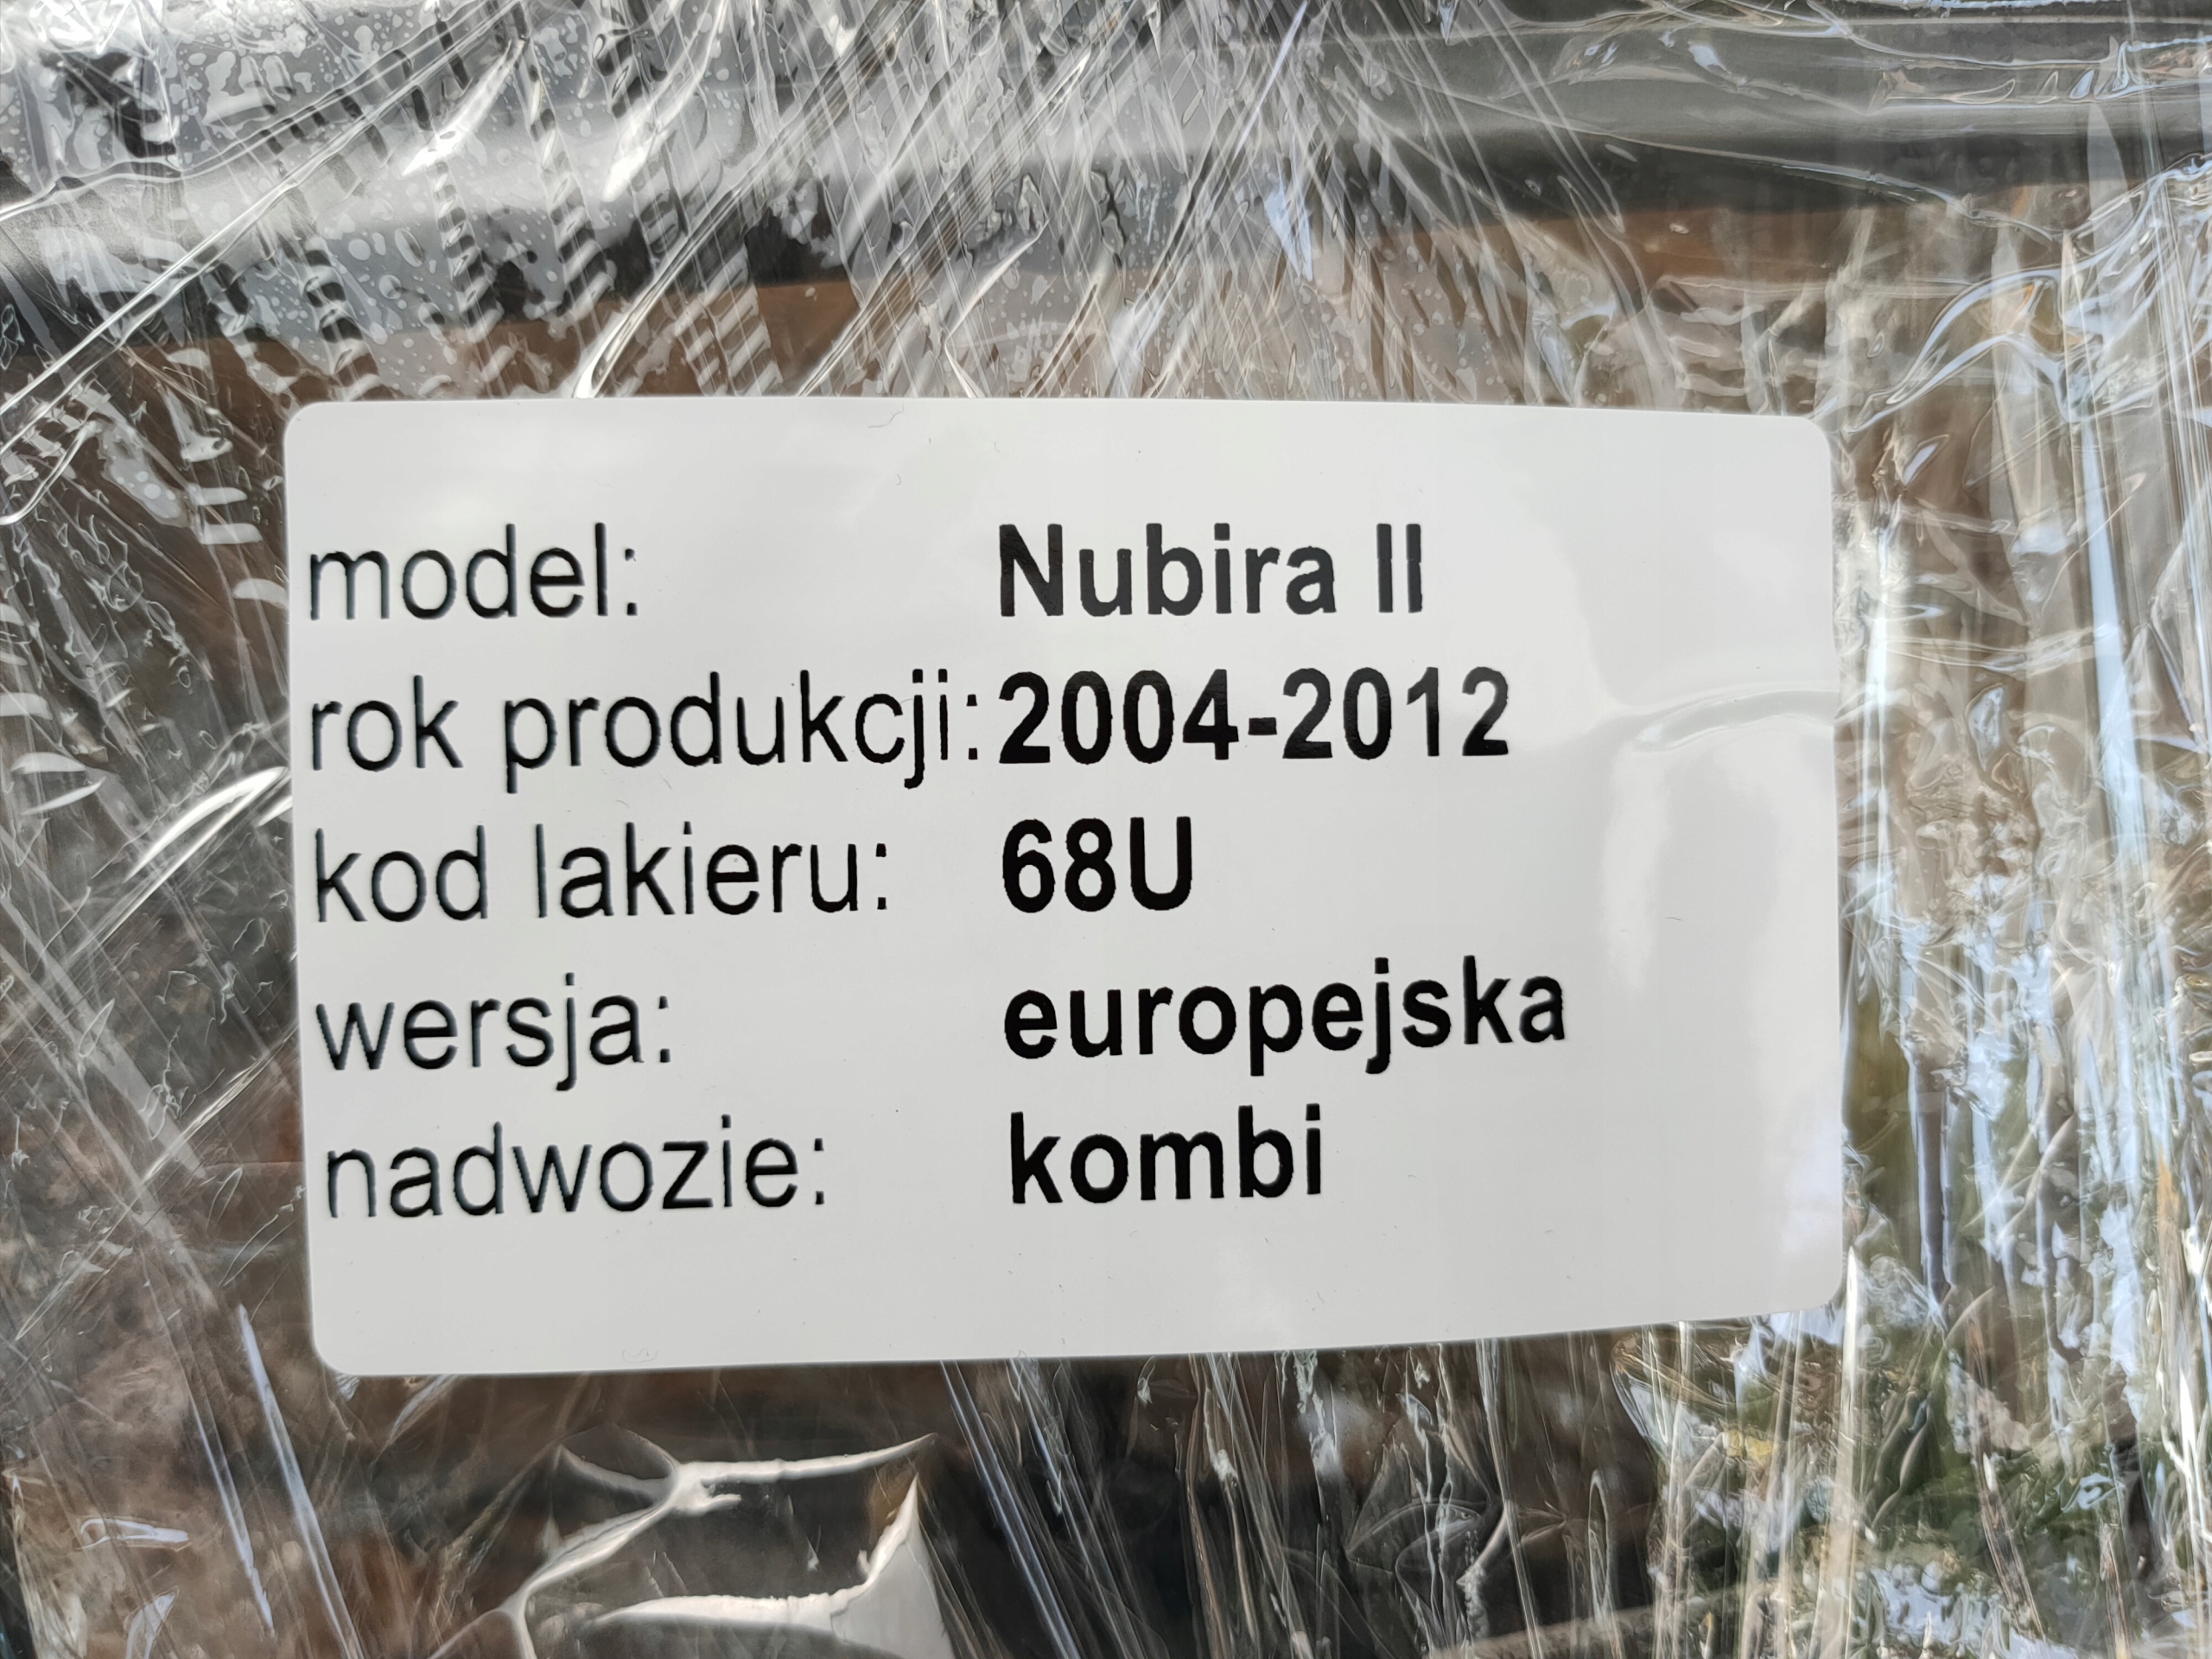 model: Nubira II
rok produkcji: 2004-2012
kod lakieru: 68U
wersja: europejska
nadwozie: kombi